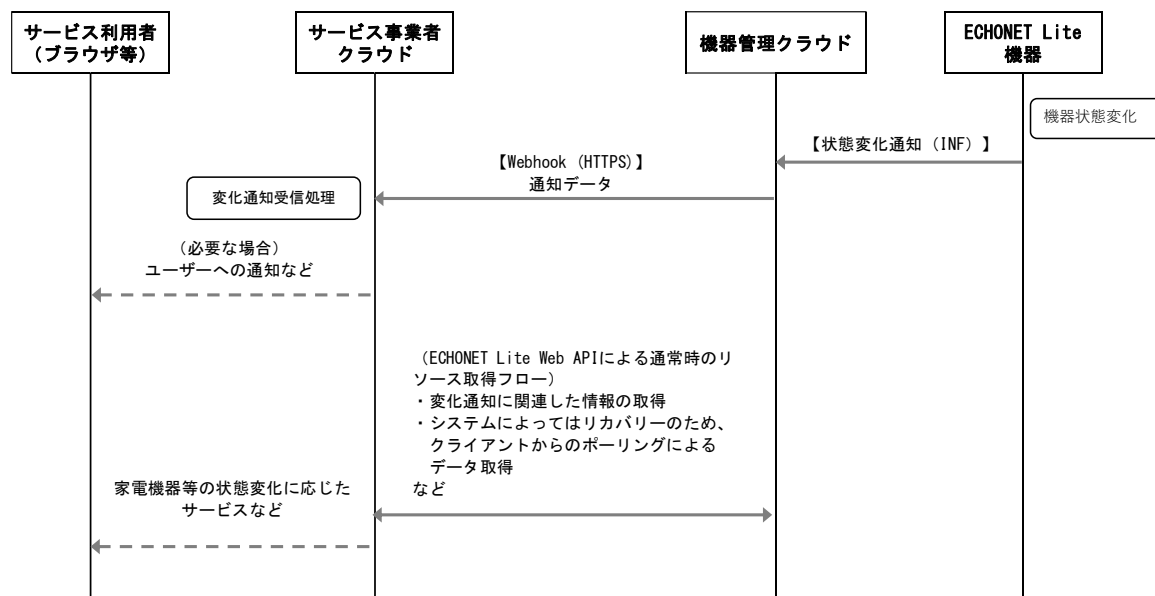 サービス利用者
（ブラウザ等）
サービス事業者
クラウド
機器管理クラウド
ECHONET Lite
機器
機器状態変化
【状態変化通知（INF）】
【Webhook（HTTPS)】
通知データ
変化通知受信処理
（必要な場合）
ユーザーへの通知など
（ECHONET Lite Web APIによる通常時のリ
ソース取得フロー）
・変化通知に関連した情報の取得
・システムによってはリカバリーのため、
クライアントからのポーリングによる
データ取得
など
家電機器等の状態変化に応じた
サービスなど